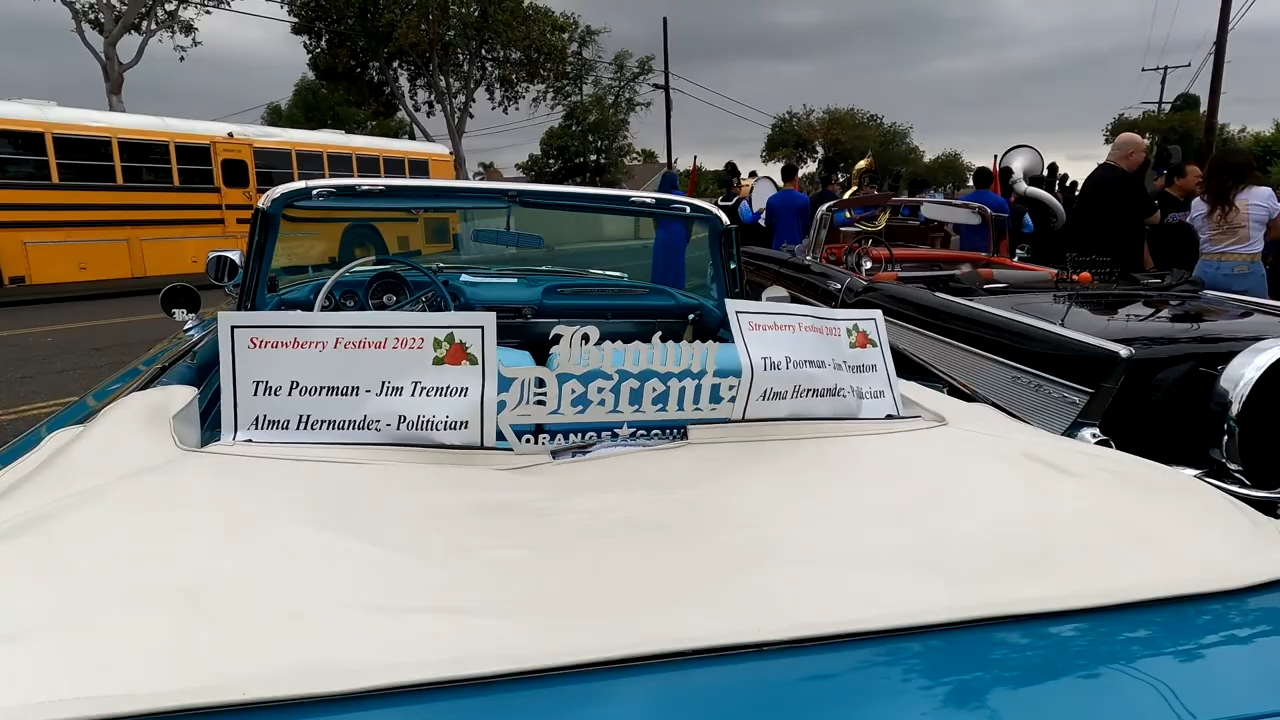 Strawberry Festival 2022
The Poorman - Jim Trenton
Alma Hernandez - Politician
Brown
Descents
ORANGE
Strawberry Festival 2022
The Poorman - Jim Trenton
Alma Hernandez - Politician